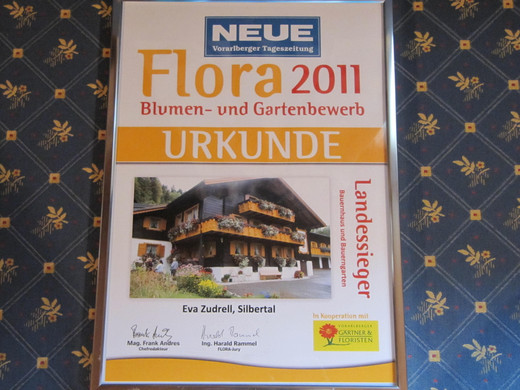 NEUE
Vorarlberger Tageszeitung
Flora 2011
Blumen- und Gartenbewerb
URKUNDE
Landessieger
Bauernhaus und Bauerngarten
Eva Zudrell, Silbertal
Mag. Frank Andres
Chefredakteur
Ing. Harald Rammel
FLORA-Jury
In Kooperation mit
VORARLBERGER
GÄRTNER &
FLORISTEN